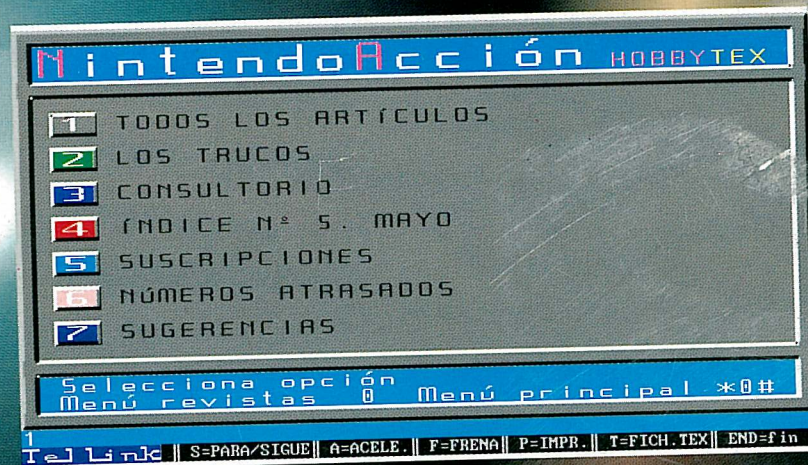 NintendoAcción HOBBYTEX
1 TODOS LOS ARTÍCULOS
2 LOS TRUCOS
3 CONSULTORIO
4 ÍNDICE Nº 5. MAYO
5 SUSCRIPCIONES
6 NÚMEROS ATRASADOS
7 SUGERENCIAS
Selecciona opción
Menú revistas 0 Menú principal *0#
1
TelLink ║ S=PARA/SIGUE║ A=ACELE.║ F=FRENA║ P=IMPR.║ T=FICH.TEX║ END=fin